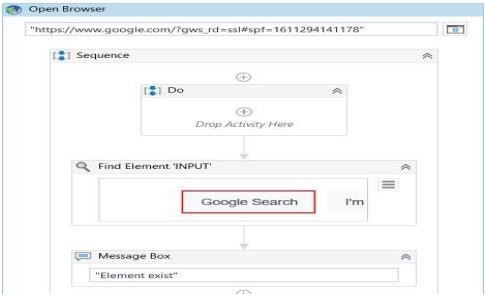 Open Browser
"https://www.google.com/?gws_rd=ssl#spf=1611294141178"
Sequence
Do
Drop Activity Here
Find Element 'INPUT'
Google Search I'm
Message Box
"Element exist"